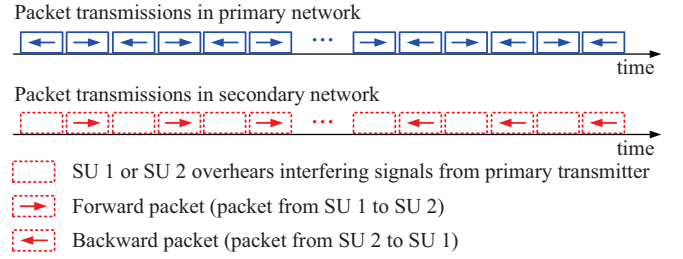 Packet transmissions in primary network
...
time
Packet transmissions in secondary network
...
time
SU 1 or SU 2 overhears interfering signals from primary transmitter
Forward packet (packet from SU 1 to SU 2)
Backward packet (packet from SU 2 to SU 1)